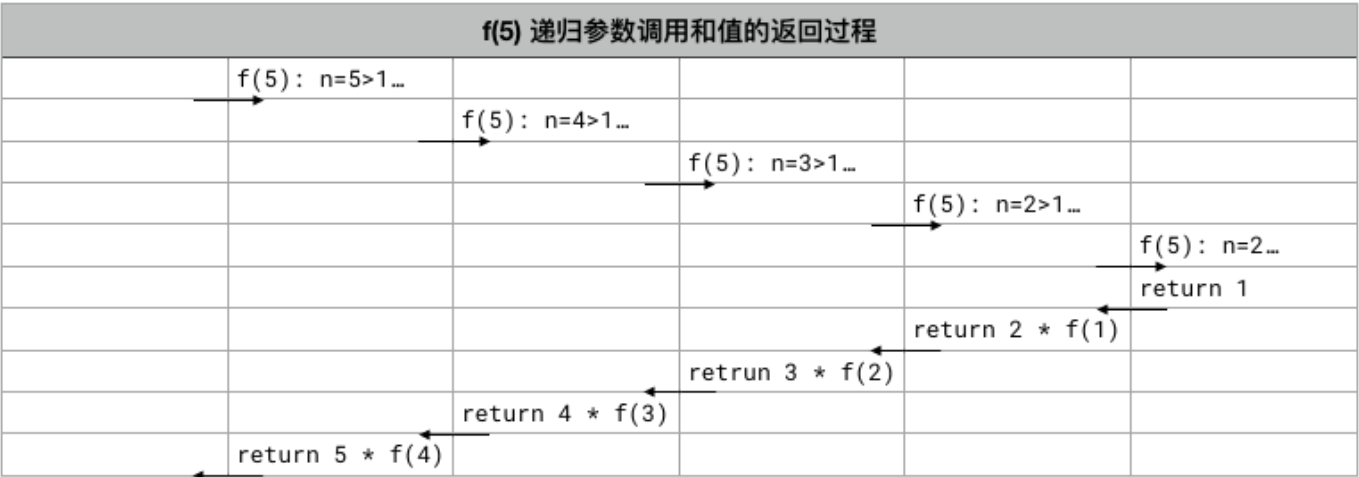 f(5) 递归参数调用和值的返回过程
f(5): n=5>1…
f(5): n=4>1…
f(5): n=3>1…
f(5): n=2>1…
f(5): n=2…
return 1
return 2 * f(1)
retrun 3 * f(2)
return 4 * f(3)
return 5 * f(4)